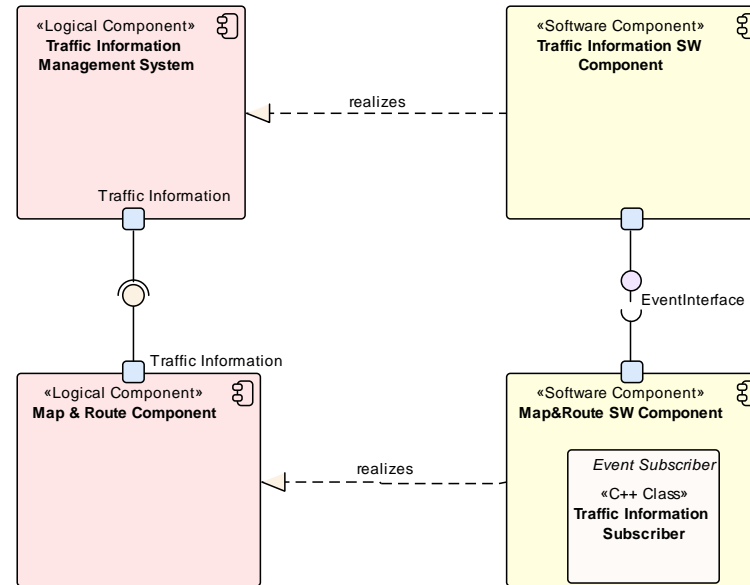 «Logical Component»
Traffic Information
Management System
«Software Component»
Traffic Information SW
Component
realizes
Traffic Information
EventInterface
Traffic Information
«Logical Component»
Map & Route Component
«Software Component»
Map&Route SW Component
realizes
Event Subscriber
«C++ Class»
Traffic Information
Subscriber